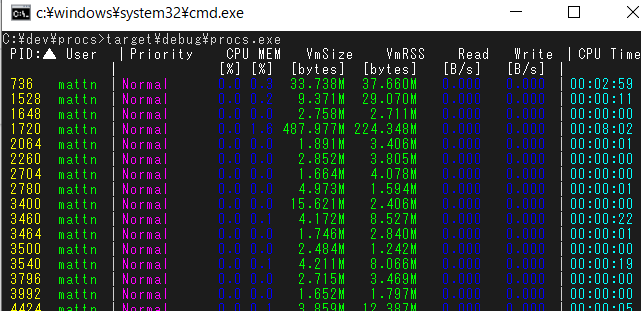 c:¥windows¥system32¥cmd.exe
C:¥dev¥procs>target¥debug¥procs.exe
PID:▲ User |Priority CPU MEM VmSize VmRSS Read Write |CPU Time
| [%] [%] [bytes] [bytes] [B/s] [B/s] |
736 mattn |Normal 33.738M 37.660M |00:02:59
1528 mattn |Normal 9.371M 29.070M |00:00:11
1648 mattn |Normal 2.758M 2.711M |00:00:00
1720 mattn |Normal 487.977M 224.348M |00:08:02
2064 mattn |Normal 1.891M 3.406M |00:00:01
2260 mattn |Normal 2.852M 3.805M |00:00:00
2704 mattn |Normal 1.664M 4.078M |00:00:00
2780 mattn |Normal 4.973M 1.594M |00:00:01
3400 mattn |Normal 15.621M 2.406M |00:00:00
3460 mattn |Normal 4.172M 8.527M |00:00:22
3464 mattn |Normal 1.746M 2.840M |00:00:01
3500 mattn |Normal 2.484M 1.242M |00:00:00
3540 mattn |Normal 4.211M 8.066M |00:00:19
3796 mattn |Normal 2.715M 3.469M |00:00:00
3992 mattn |Normal 1.652M 1.797M |00:00:00
4424 mattn |Normal 3.859M 12.387M |00:00:05